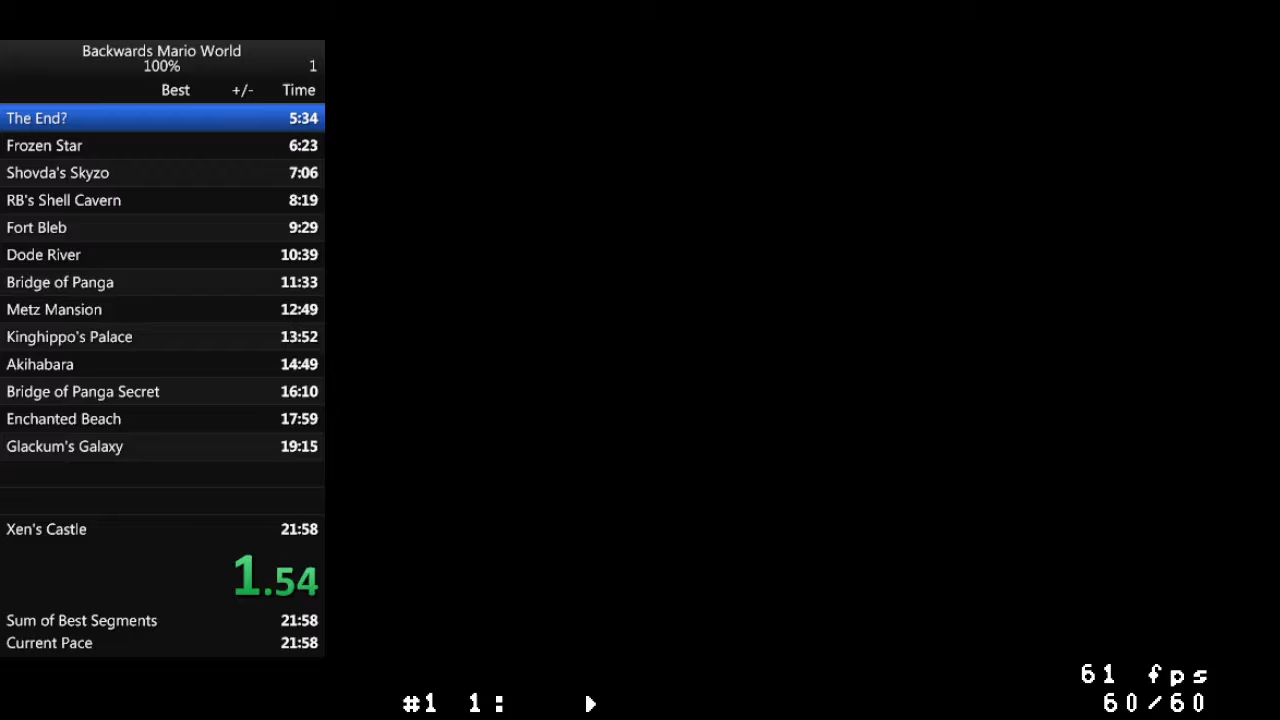 Backwards Mario World
100% 1
Best +/- Time
The End? 5:34
Frozen Star 6:23
Shovda's Skyzo 7:06
RB's Shell Cavern 8:19
Fort Bleb 9:29
Dode River 10:39
Bridge of Panga 11:33
Metz Mansion 12:49
Kinghippo's Palace 13:52
Akihabara 14:49
Bridge of Panga Secret 16:10
Enchanted Beach 17:59
Glackum's Galaxy 19:15
Xen's Castle 21:58
1.54
Sum of Best Segments 21:58
Current Pace 21:58
61 fps
#1 1: 60/60